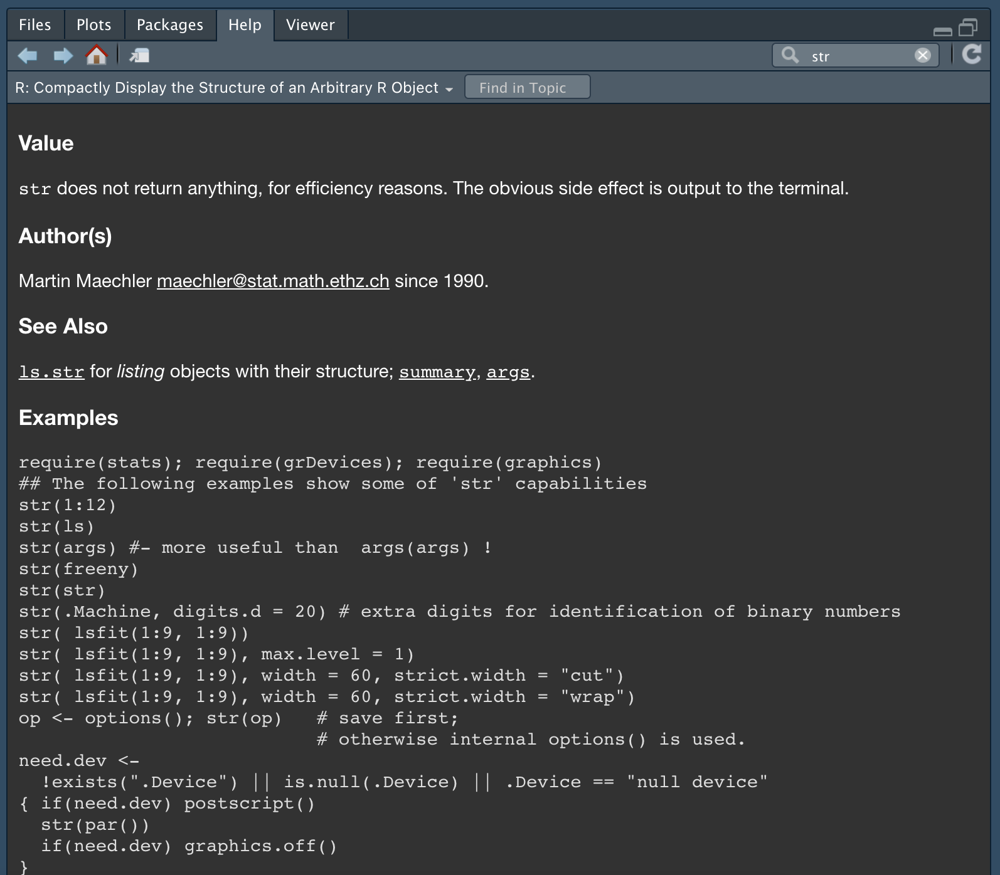 Files Plots Packages Help Viewer
str
R: Compactly Display the Structure of an Arbitrary R Object Find in Topic
Value
str does not return anything, for efficiency reasons. The obvious side effect is output to the terminal.
Author(s)
Martin Maechler maechler@stat.math.ethz.ch since 1990.
See Also
ls.str for listing objects with their structure; summary, args.
Examples
require(stats); require(grDevices); require(graphics)
## The following examples show some of 'str' capabilities
str(1:12)
str(ls)
str(args) #- more useful than  args(args) !
str(freeny)
str(str)
str(.Machine, digits.d = 20) # extra digits for identification of binary numbers
str( lsfit(1:9, 1:9))
str( lsfit(1:9, 1:9), max.level = 1)
str( lsfit(1:9, 1:9), width = 60, strict.width = "cut")
str( lsfit(1:9, 1:9), width = 60, strict.width = "wrap")
op <- options(); str(op)   # save first;
                           # otherwise internal options() is used.
need.dev <-
  !exists(".Device") || is.null(.Device) || .Device == "null device"
{ if(need.dev) postscript()
  str(par())
  if(need.dev) graphics.off()
}